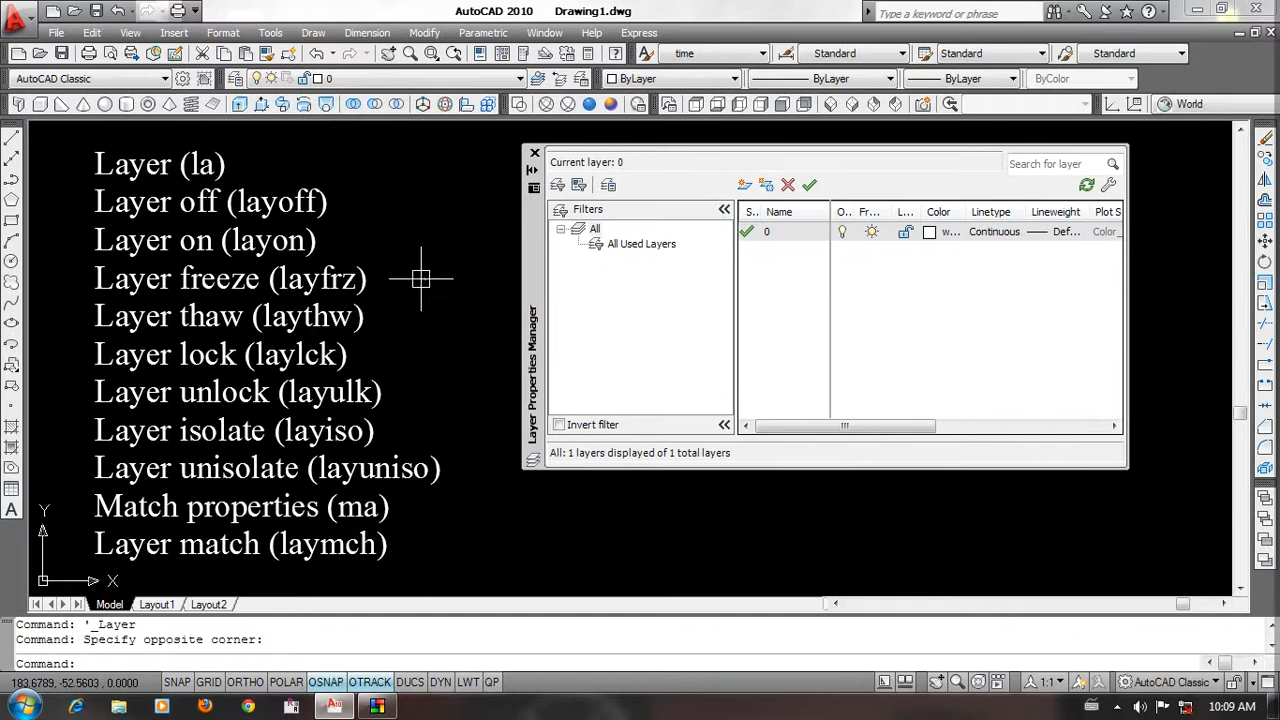 AutoCAD 2010 Drawing1.dwg
Type a keyword or phrase
File Edit View Insert Format Tools Draw Dimension Modify Parametric Window Help Express
time Standard Standard Standard
AutoCAD Classic 0 ByLayer ByLayer ByLayer ByColor
World
Layer (la)
Layer off (layoff)
Layer on (layon)
Layer freeze (layfrz)
Layer thaw (laythw)
Layer lock (laylck)
Layer unlock (layulk)
Layer isolate (layiso)
Layer unisolate (layuniso)
Match properties (ma)
Layer match (laymch)
Y
X
Layer Properties Manager
Current layer: 0
Search for layer
Filters
All
All Used Layers
Invert filter
S.. Name O.. Fr... L... Color Linetype Lineweight Plot S
0 w... Continuous Def... Color_
All: 1 layers displayed of 1 total layers
Model Layout1 Layout2
Command: '_Layer
Command: Specify opposite corner:
Command:
183.6789, -52.5603, 0.0000 SNAP GRID ORTHO POLAR OSNAP OTRACK DUCS DYN LWT QP 1:1 AutoCAD Classic
10:09 AM